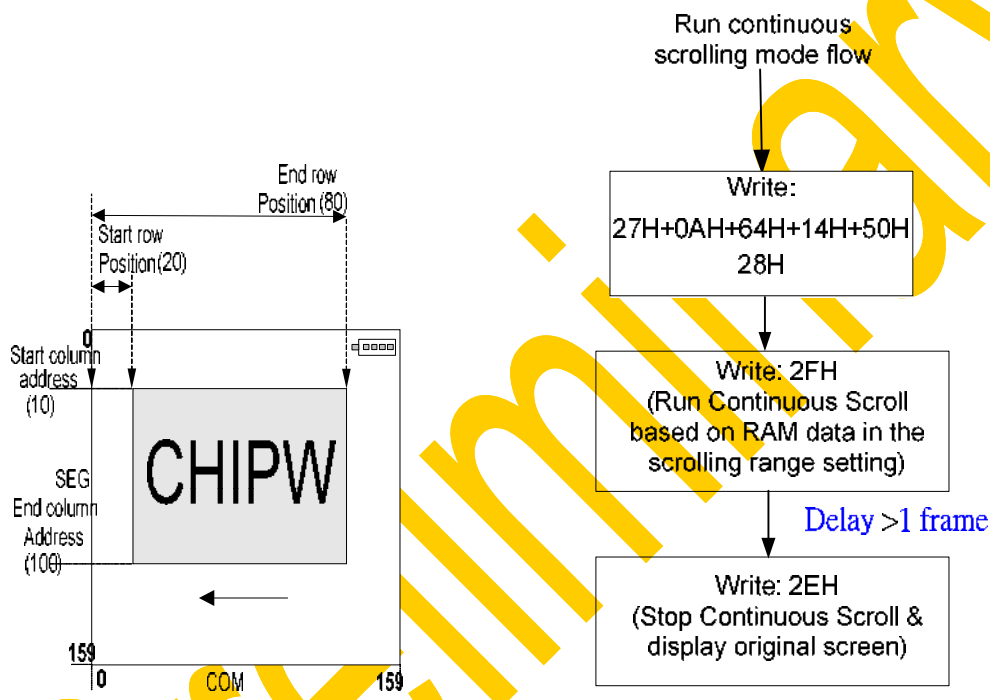 End row
Position (80)
Start row
Position(20)
0
Start column
address
(10)
CHIPW
SEG
End column
Address
(100)
159
0
COM
159
Run continuous
scrolling mode flow
Write:
27H+0AH+64H+14H+50H
28H
Write: 2FH
(Run Continuous Scroll
based on RAM data in the
scrolling range setting)
Delay >1 frame
Write: 2EH
(Stop Continuous Scroll &
display original screen)